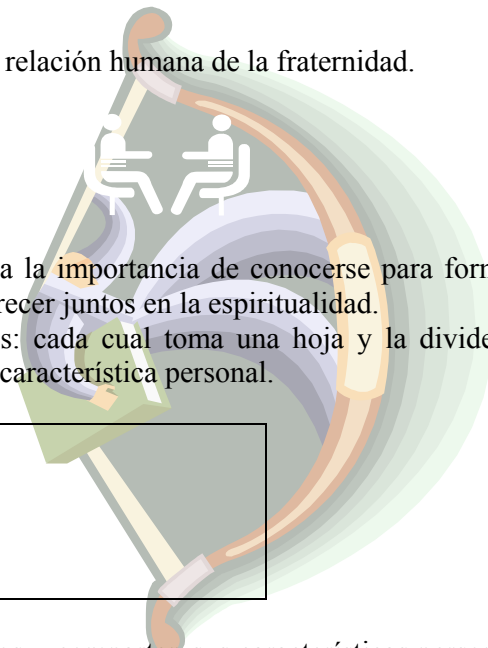 relación humana de la fraternidad.
a la importancia de conocerse para form
recer juntos en la espiritualidad.
s: cada cual toma una hoja y la divide
característica personal.